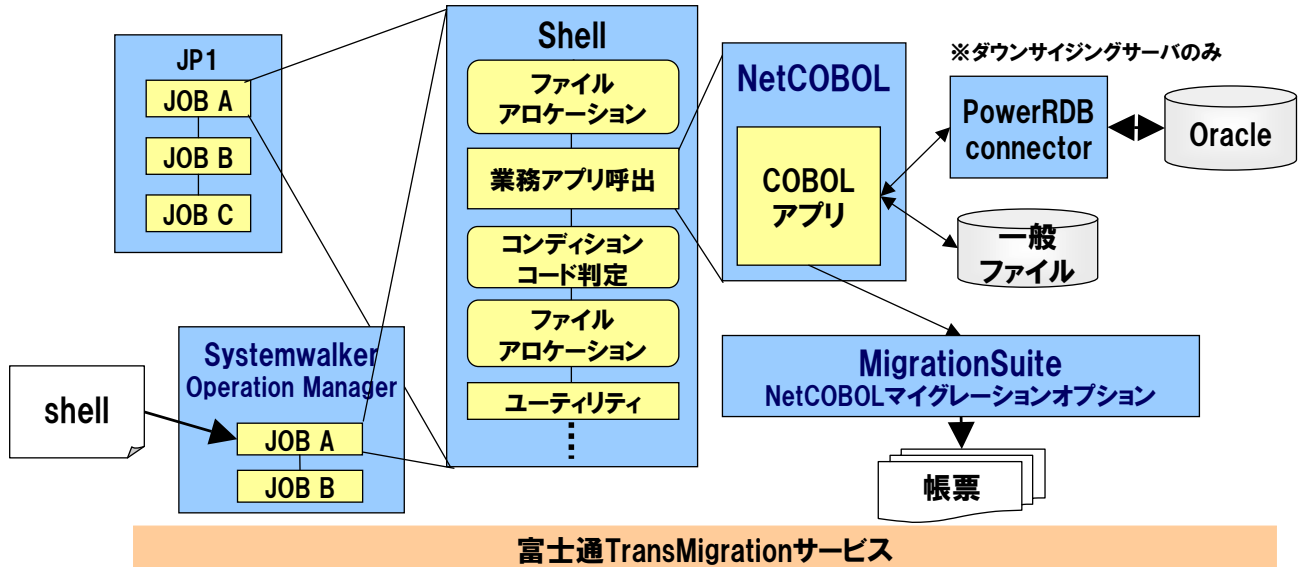 JP1
JOB A
JOB B
JOB C
shell
Systemwalker
Operation Manager
JOB A
JOB B
Shell
ファイル
アロケーション
業務アプリ呼出
コンディション
コード判定
ファイル
アロケーション
ユーティリティ
NetCOBOL
COBOL
アプリ
※ダウンサイジングサーバのみ
PowerRDB
connector
Oracle
一般
ファイル
MigrationSuite
NetCOBOLマイグレーションオプション
帳票
富士通TransMigrationサービス